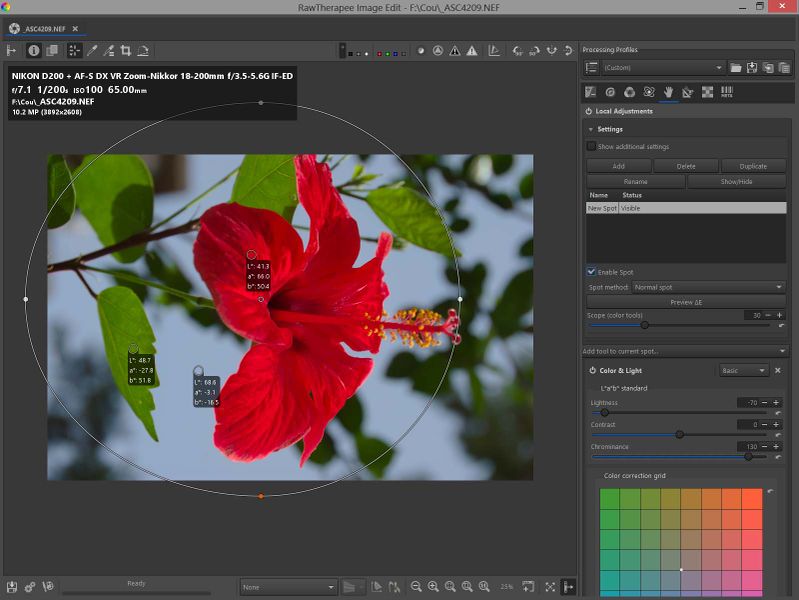 RawTherapee Image Edit - F:\Cou\_ASC4209.NEF
_ASC4209.NEF
NIKON D200 + AF-S DX VR Zoom-Nikkor 18-200mm f/3.5-5.6G IF-ED
f/7.1 1/200s ISO100 65.00mm
F:\Cou\_ASC4209.NEF
10.2 MP (3892x2608)
L*: 41.3
a*: 66.0
b*: 50.4
L*: 48.7
a*: -27.8
b*: 51.8
L*: 68.6
a*: -3.1
b*: -16.5
Processing Profiles
(Custom)
Local Adjustments
Settings
Show additional settings
Add Delete Duplicate
Rename Show/Hide
Name Status
New Spot Visible
Enable Spot
Spot method: Normal spot
Preview ΔE
Scope (color tools) 30
Add tool to current spot...
Color & Light Basic
L*a*b* standard
Lightness -70
Contrast 0
Chrominance 130
Color correction grid
Ready
None
25%